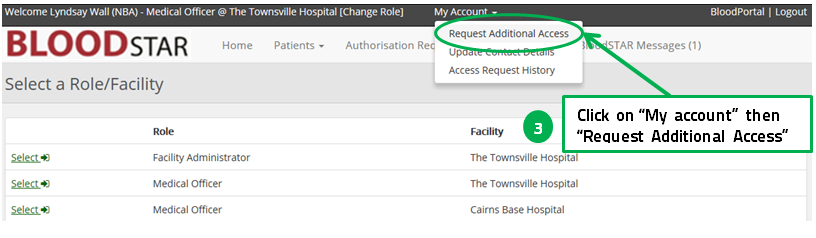 Welcome Lyndsay Wall (NBA) - Medical Officer @ The Townsville Hospital [Change Role] My Account BloodPortal | Logout
BLOODSTAR Home Patients Authorisation Req BloodSTAR Messages (1)
Request Additional Access
Update Contact Details
Access Request History
Select a Role/Facility
3
Click on “My account” then
“Request Additional Access”
Role Facility
Select Facility Administrator The Townsville Hospital
Select Medical Officer The Townsville Hospital
Select Medical Officer Cairns Base Hospital